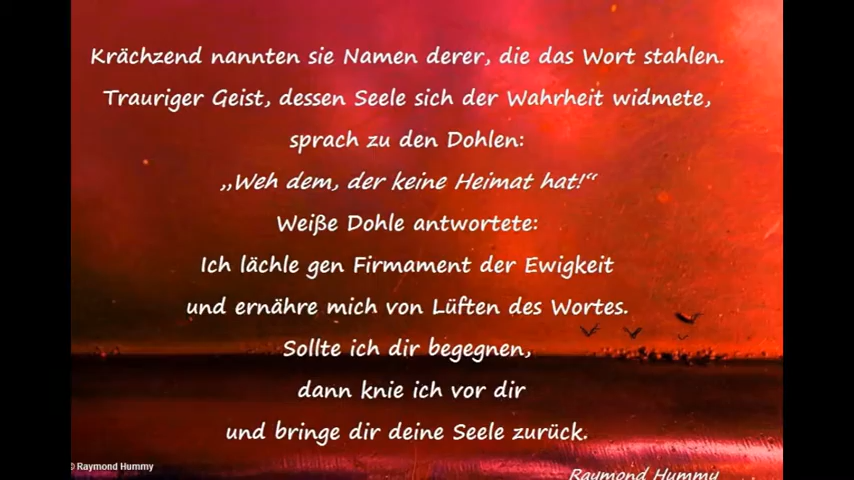 Krächzend nannten sie Namen derer, die das Wort stahlen.
Trauriger Geist, dessen Seele sich der Wahrheit widmete,
sprach zu den Dohlen:
„Weh dem, der keine Heimat hat!“
Weiße Dohle antwortete:
Ich lächle gen Firmament der Ewigkeit
und ernähre mich von Lüften des Wortes.
Sollte ich dir begegnen,
dann knie ich vor dir
und bringe dir deine Seele zurück.
Raymond Hummy
© Raymond Hummy